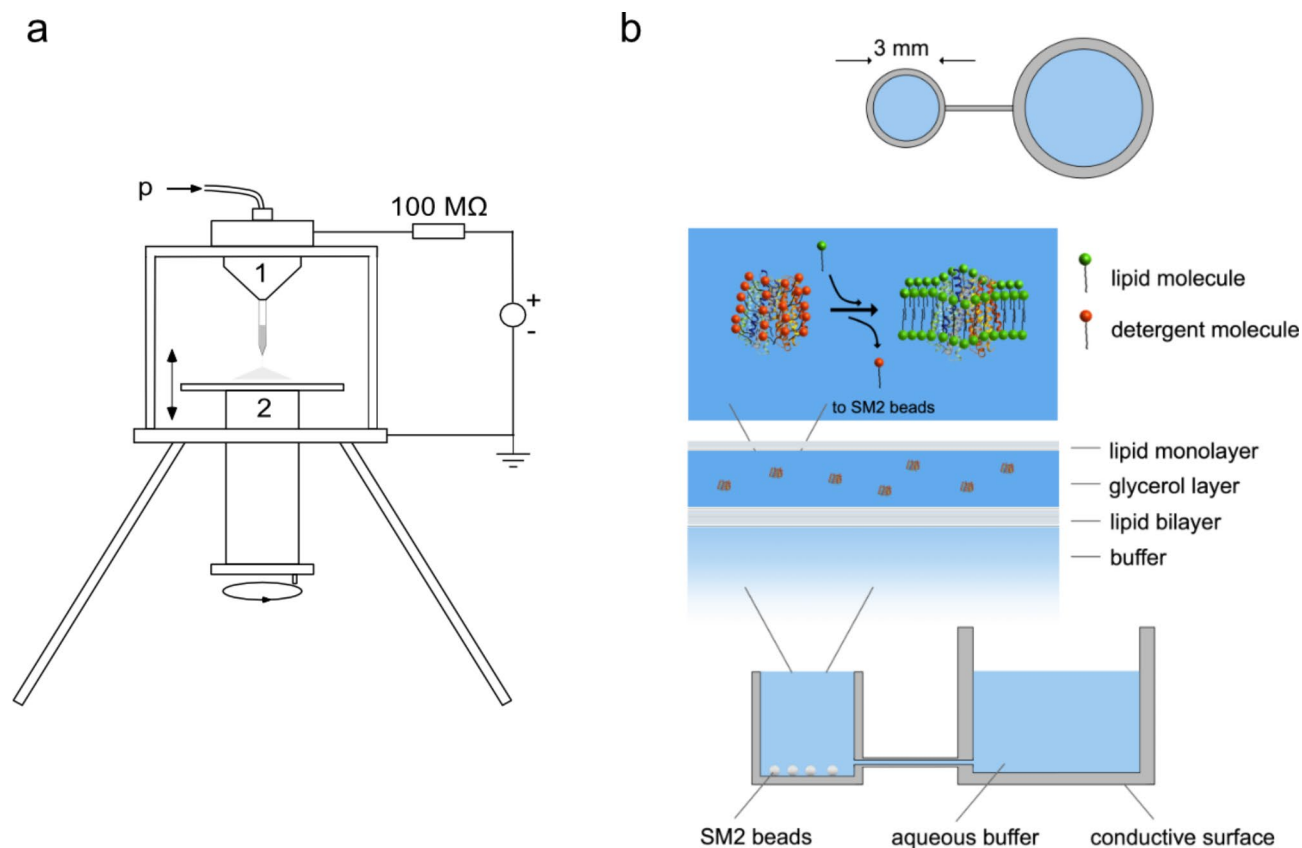 a
b
3 mm
p
100 MΩ
1
+
-
2
lipid molecule
detergent molecule
to SM2 beads
lipid monolayer
glycerol layer
lipid bilayer
buffer
SM2 beads
aqueous buffer
conductive surface